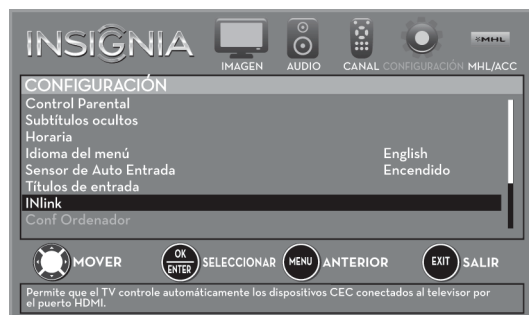 INSIGNIA
IMAGEN AUDIO CANAL CONFIGURACIÓN MHL MHL/ACC
CONFIGURACIÓN
Control Parental
Subtítulos ocultos
Horaria
Idioma del menú English
Sensor de Auto Entrada Encendido
Títulos de entrada
INlink
Conf Ordenador
MOVER OK ENTER SELECCIONAR MENU ANTERIOR EXIT SALIR
Permite que el TV controle automáticamente los dispositivos CEC conectados al televisor por
el puerto HDMI.